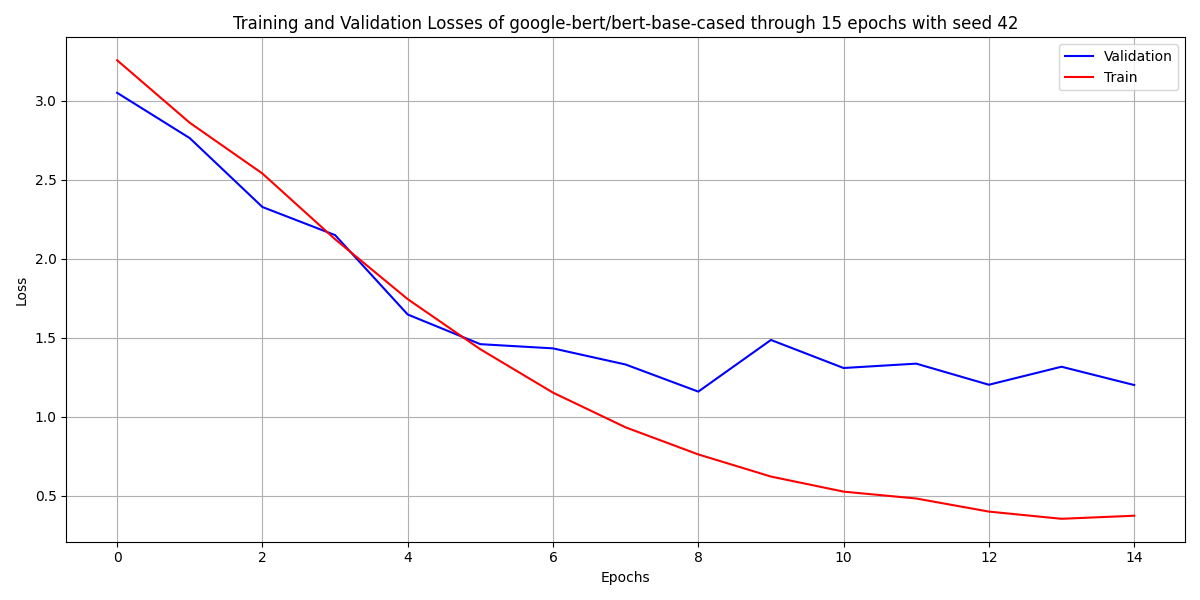 Training and Validation Losses of google-bert/bert-base-cased through 15 epochs with seed 42
Validation
Train
Loss
3.0
2.5
2.0
1.5
1.0
0.5
0 2 4 6 8 10 12 14
Epochs